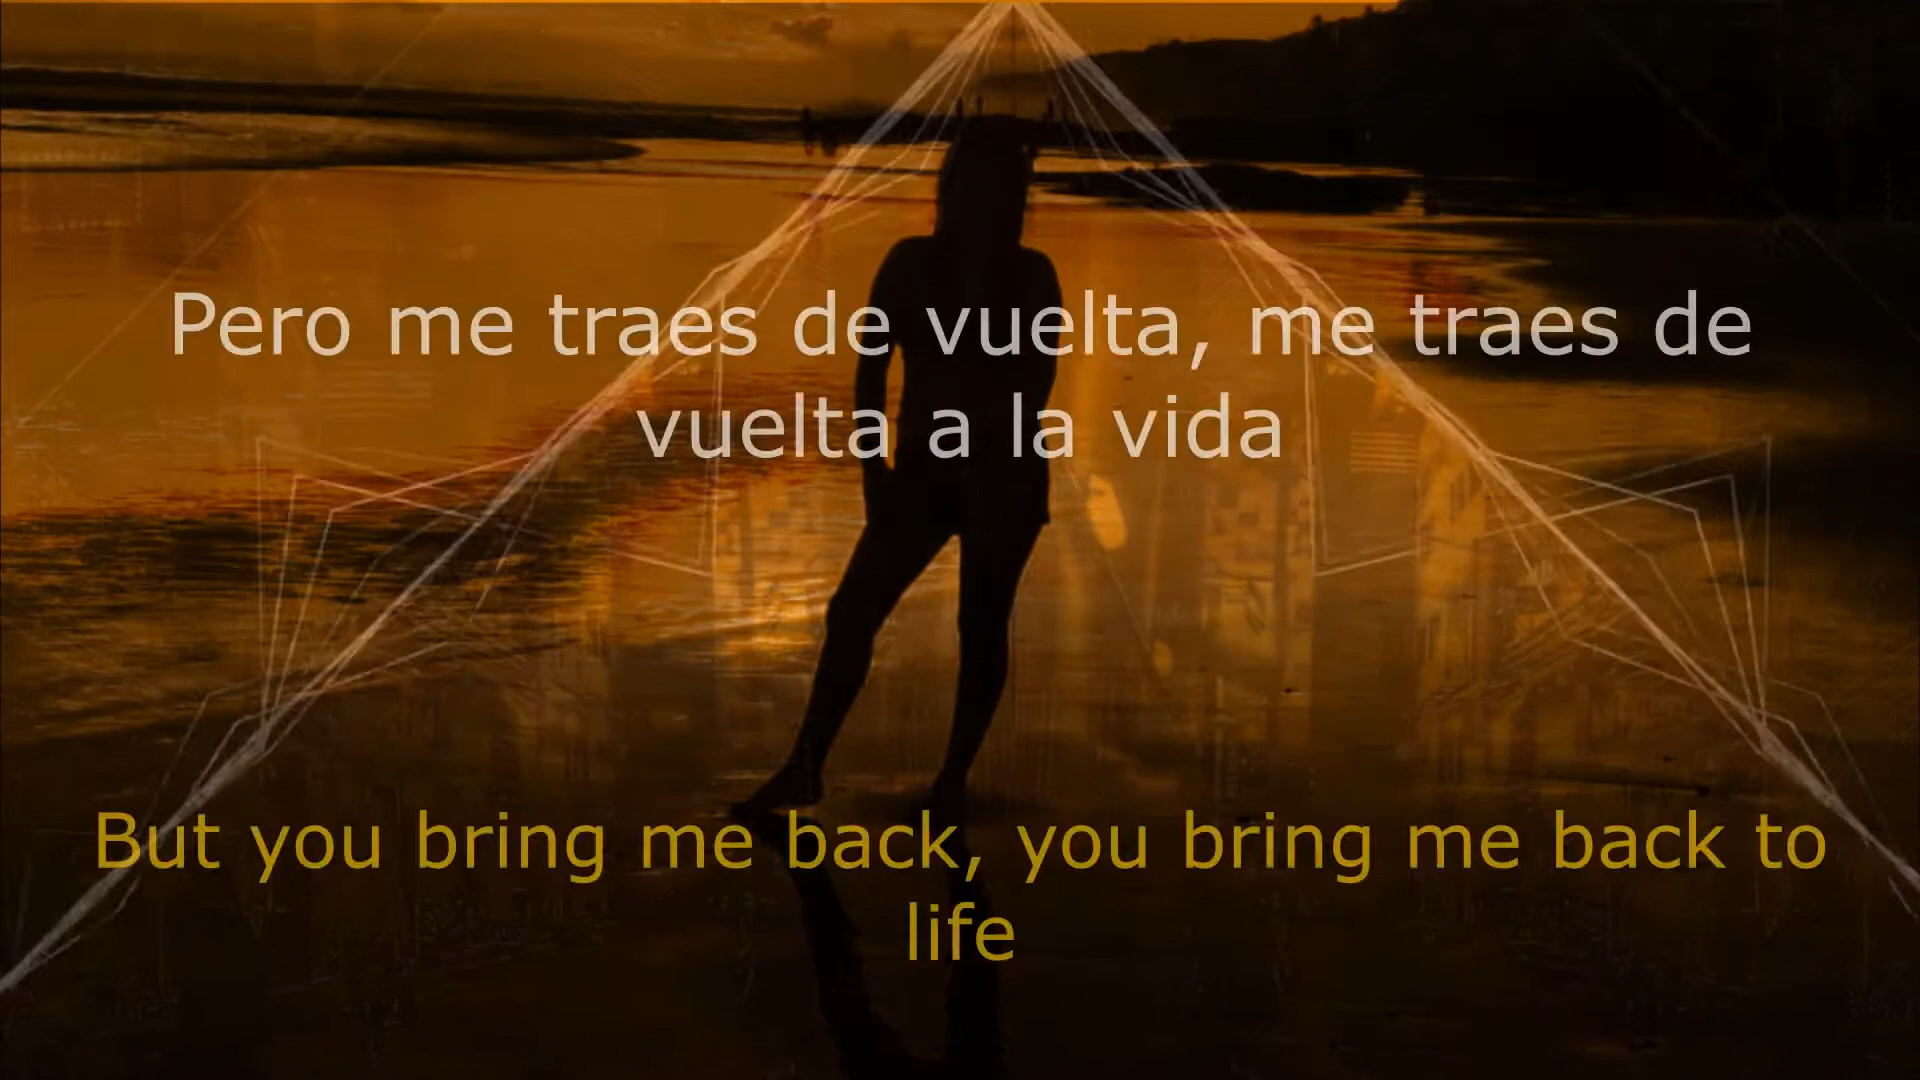 Pero me traes de vuelta, me traes de
vuelta a la vida
But you bring me back, you bring me back to
life